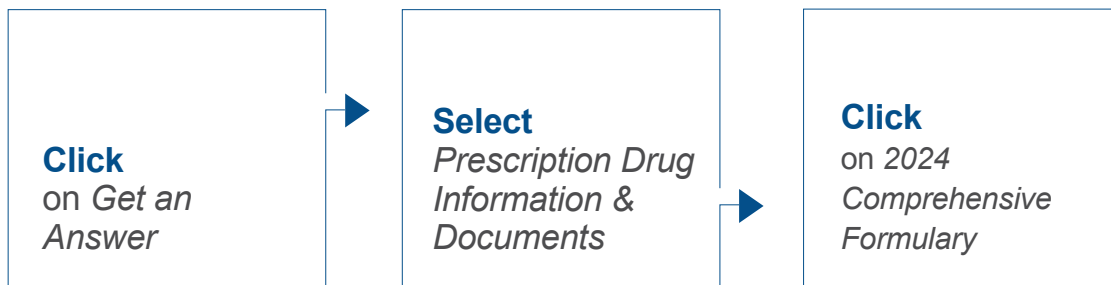 Click
on Get an
Answer
Select
Prescription Drug
Information &
Documents
Click
on 2024
Comprehensive
Formulary